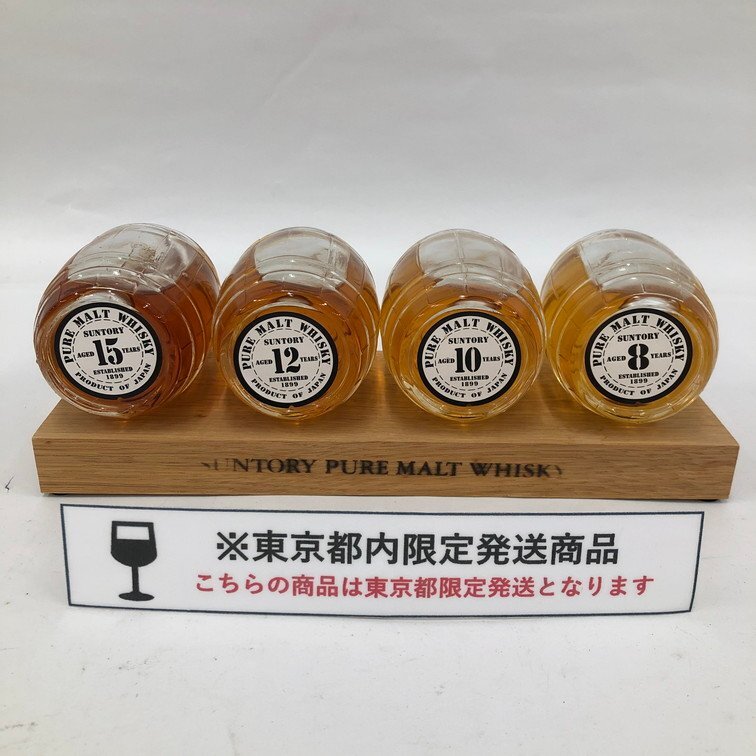 PURE MALT WHISKY
SUNTORY
AGED 15 YEARS
ESTABLISHED
1899
PRODUCT OF JAPAN
PURE MALT WHISKY
SUNTORY
AGED 12 YEARS
ESTABLISHED
1899
PRODUCT OF JAPAN
PURE MALT WHISKY
SUNTORY
AGED 10 YEARS
ESTABLISHED
1899
PRODUCT OF JAPAN
PURE MALT WHISKY
SUNTORY
AGED 8 YEARS
ESTABLISHED
1899
PRODUCT OF JAPAN
SUNTORY PURE MALT WHISKY
※東京都内限定発送商品
こちらの商品は東京都限定発送となります